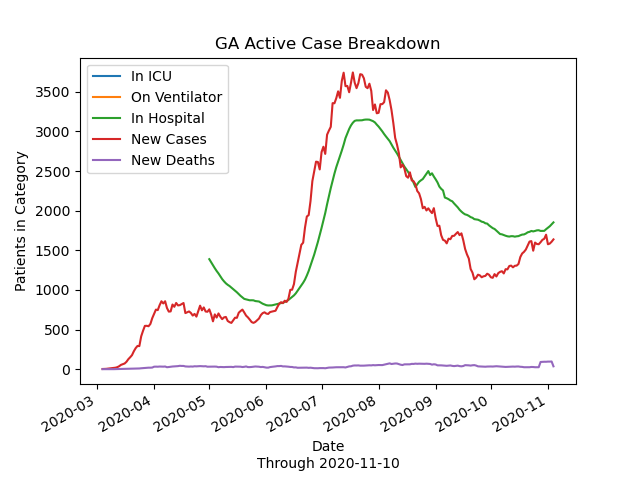 GA Active Case Breakdown
In ICU
On Ventilator
In Hospital
New Cases
New Deaths
Patients in Category
3500
3000
2500
2000
1500
1000
500
0
2020-03
2020-04
2020-05
2020-06
2020-07
2020-08
2020-09
2020-10
2020-11
Date
Through 2020-11-10